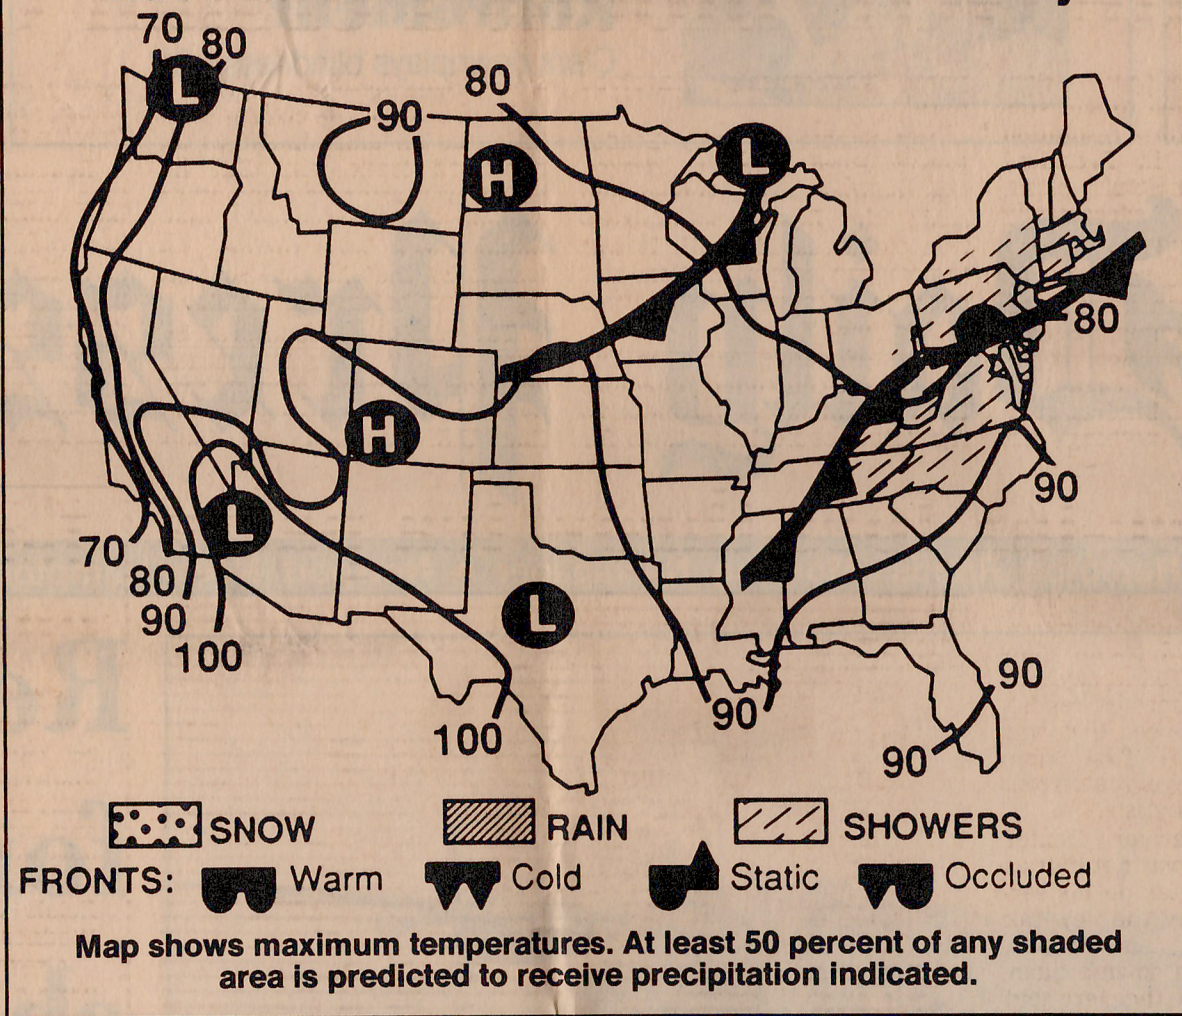 70
80
L
90
80
H
L
80
H
L
90
L
70
80
90
100
100
90
90
90
SNOW
RAIN
SHOWERS
FRONTS:
Warm
Cold
Static
Occluded
Map shows maximum temperatures. At least 50 percent of any shaded
area is predicted to receive precipitation indicated.